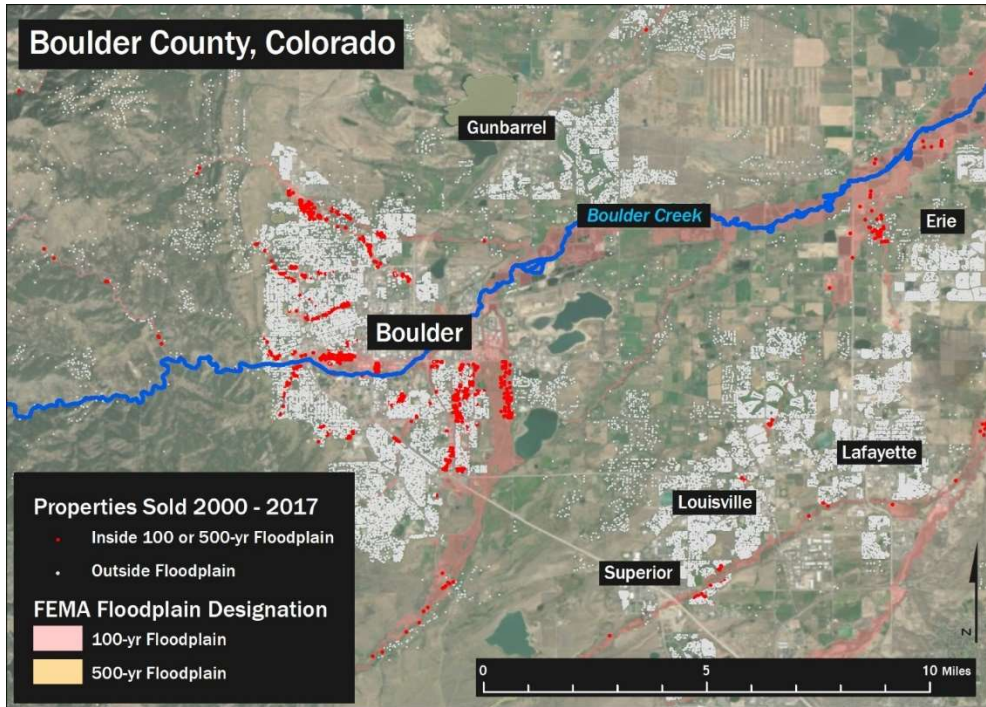 Boulder County, Colorado
Gunbarrel
Boulder Creek
Erie
Boulder
Lafayette
Louisville
Superior
Properties Sold 2000 - 2017
Inside 100 or 500-yr Floodplain
Outside Floodplain
FEMA Floodplain Designation
100-yr Floodplain
500-yr Floodplain
0 5 10 Miles
N